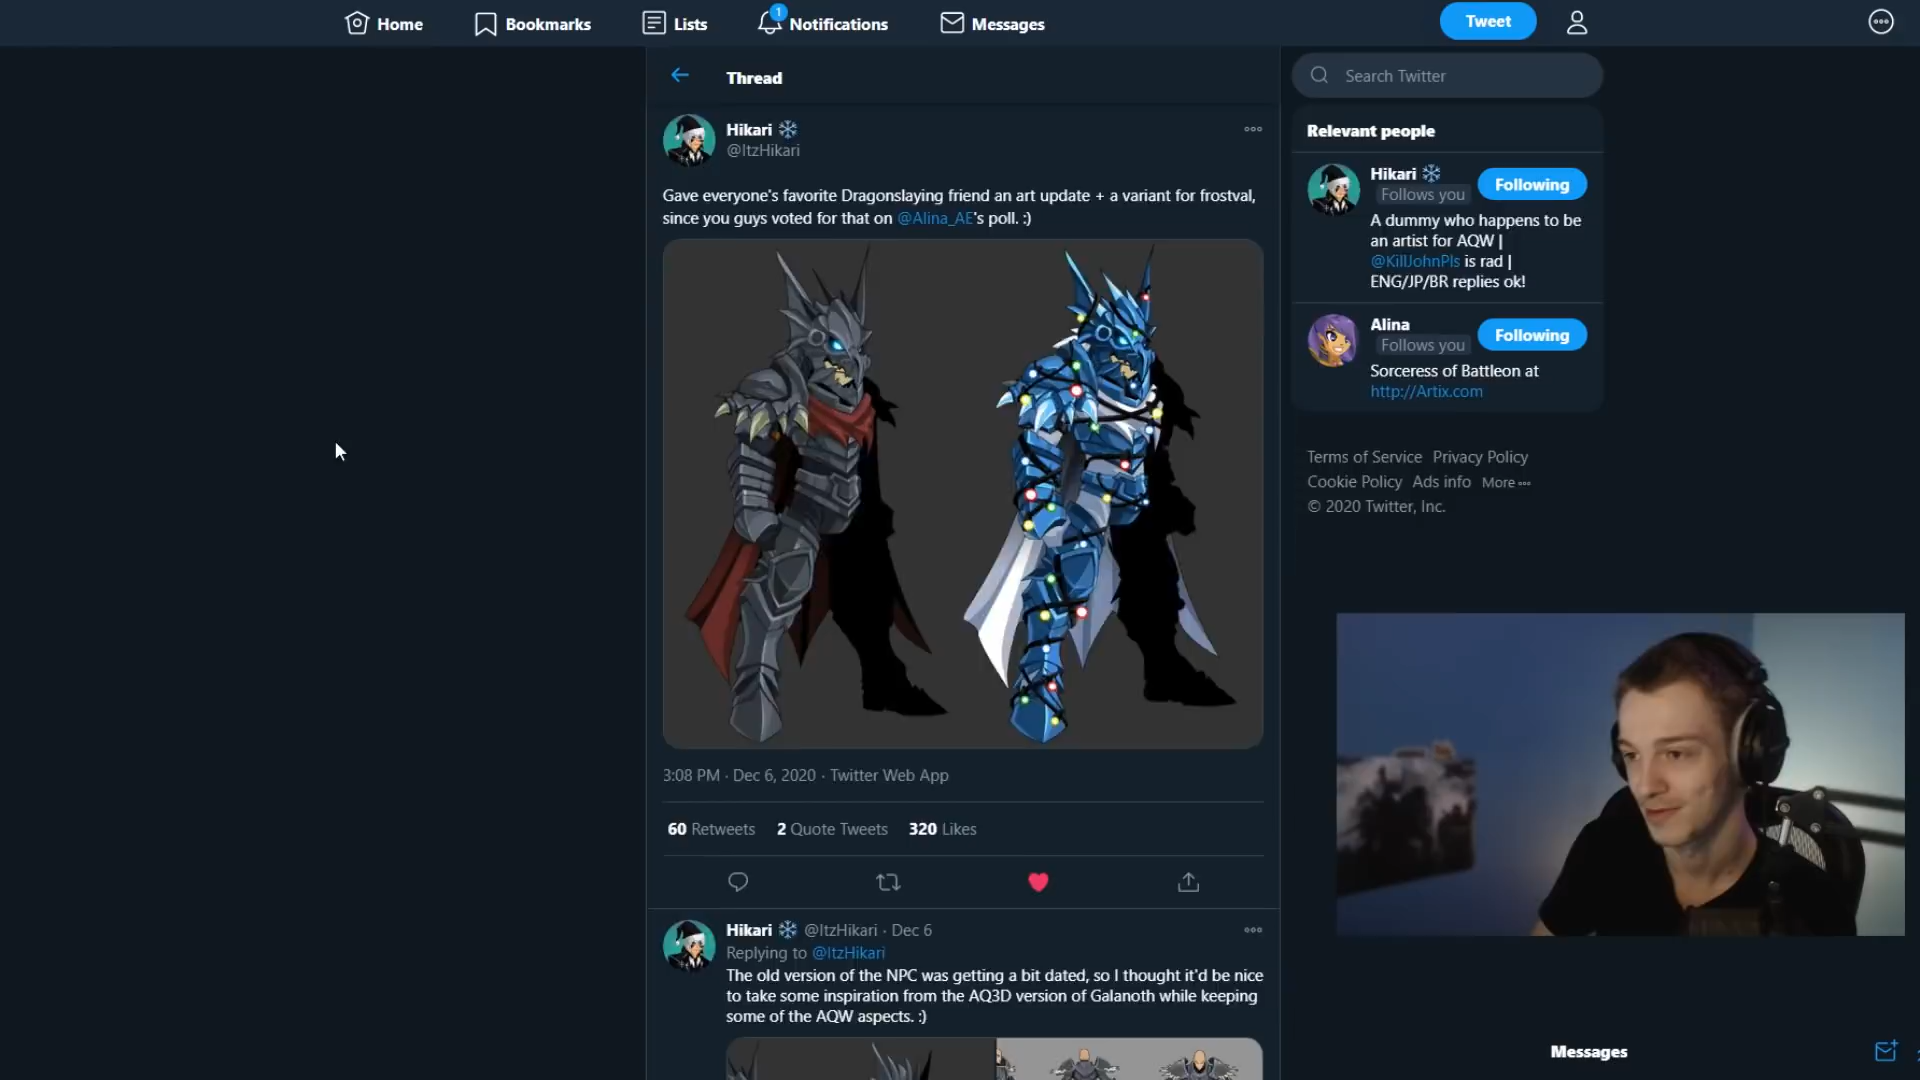 Home
Bookmarks
Lists
1
Notifications
Messages
Tweet
Thread
Search Twitter
Hikari
@ItzHikari
Gave everyone's favorite Dragonslaying friend an art update + a variant for frostval,
since you guys voted for that on @Alina_AE's poll. :)
3:08 PM · Dec 6, 2020 · Twitter Web App
60 Retweets 2 Quote Tweets 320 Likes
Hikari @ItzHikari · Dec 6
Replying to @ItzHikari
The old version of the NPC was getting a bit dated, so I thought it'd be nice
to take some inspiration from the AQ3D version of Galanoth while keeping
some of the AQW aspects. :)
Relevant people
Hikari
Follows you
Following
A dummy who happens to be
an artist for AQW |
@KillJohnPls is rad |
ENG/JP/BR replies ok!
Alina
Follows you
Following
Sorceress of Battleon at
http://Artix.com
Terms of Service Privacy Policy
Cookie Policy Ads info More
© 2020 Twitter, Inc.
Messages